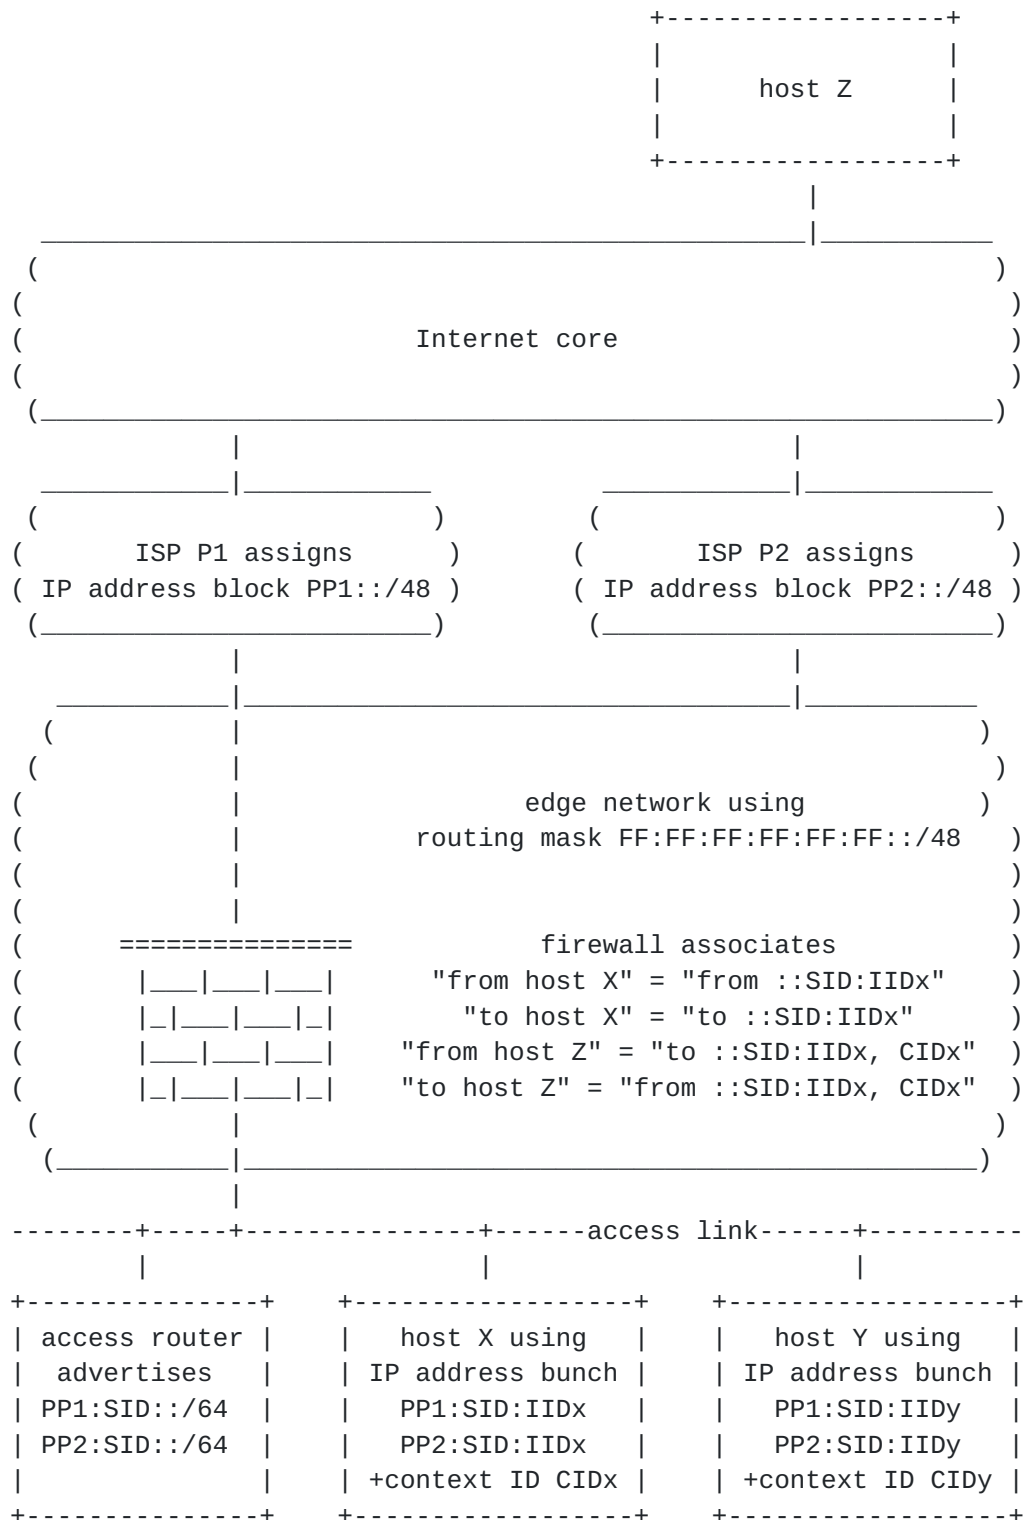 host Z
Internet core
ISP P1 assigns ISP P2 assigns
IP address block PP1::/48 IP address block PP2::/48
edge network using
routing mask FF:FF:FF:FF:FF:FF::/48
firewall associates
"from host X" = "from ::SID:IIDx"
"to host X" = "to ::SID:IIDx"
"from host Z" = "to ::SID:IIDx, CIDx"
"to host Z" = "from ::SID:IIDx, CIDx"
access link
access router host X using host Y using
advertises IP address bunch IP address bunch
PP1:SID::/64 PP1:SID:IIDx PP1:SID:IIDy
PP2:SID::/64 PP2:SID:IIDx PP2:SID:IIDy
+context ID CIDx +context ID CIDy